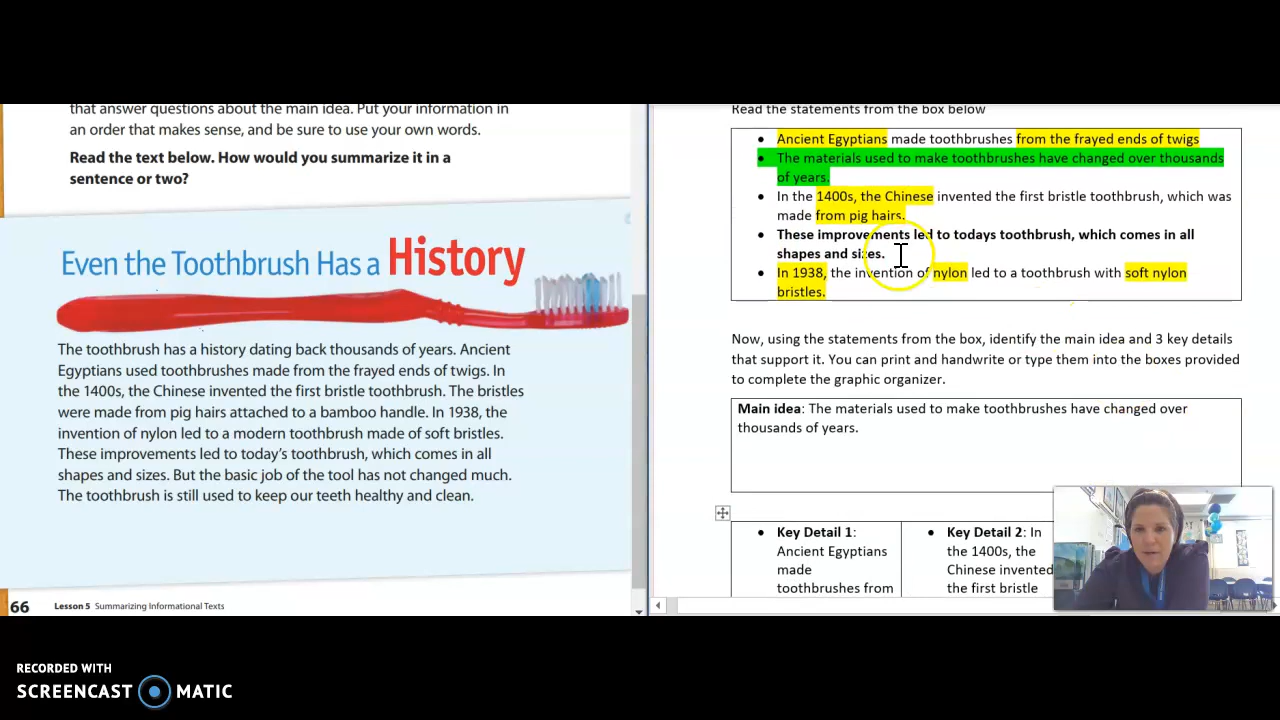 that answer questions about the main idea. Put your information in
an order that makes sense, and be sure to use your own words.
Read the text below. How would you summarize it in a
sentence or two?
Even the Toothbrush Has a History
The toothbrush has a history dating back thousands of years. Ancient
Egyptians used toothbrushes made from the frayed ends of twigs. In
the 1400s, the Chinese invented the first bristle toothbrush. The bristles
were made from pig hairs attached to a bamboo handle. In 1938, the
invention of nylon led to a modern toothbrush made of soft bristles.
These improvements led to today's toothbrush, which comes in all
shapes and sizes. But the basic job of the tool has not changed much.
The toothbrush is still used to keep our teeth healthy and clean.
66 Lesson 5 Summarizing Informational Texts
Read the statements from the box below
• Ancient Egyptians made toothbrushes from the frayed ends of twigs
• The materials used to make toothbrushes have changed over thousands
of years.
• In the 1400s, the Chinese invented the first bristle toothbrush, which was
made from pig hairs.
• These improvements led to todays toothbrush, which comes in all
shapes and sizes.
• In 1938, the invention of nylon led to a toothbrush with soft nylon
bristles.
Now, using the statements from the box, identify the main idea and 3 key details
that support it. You can print and handwrite or type them into the boxes provided
to complete the graphic organizer.
Main idea: The materials used to make toothbrushes have changed over
thousands of years.
• Key Detail 1:
Ancient Egyptians
made
toothbrushes from
• Key Detail 2: In
the 1400s, the
Chinese invented
the first bristle
RECORDED WITH
SCREENCAST MATIC